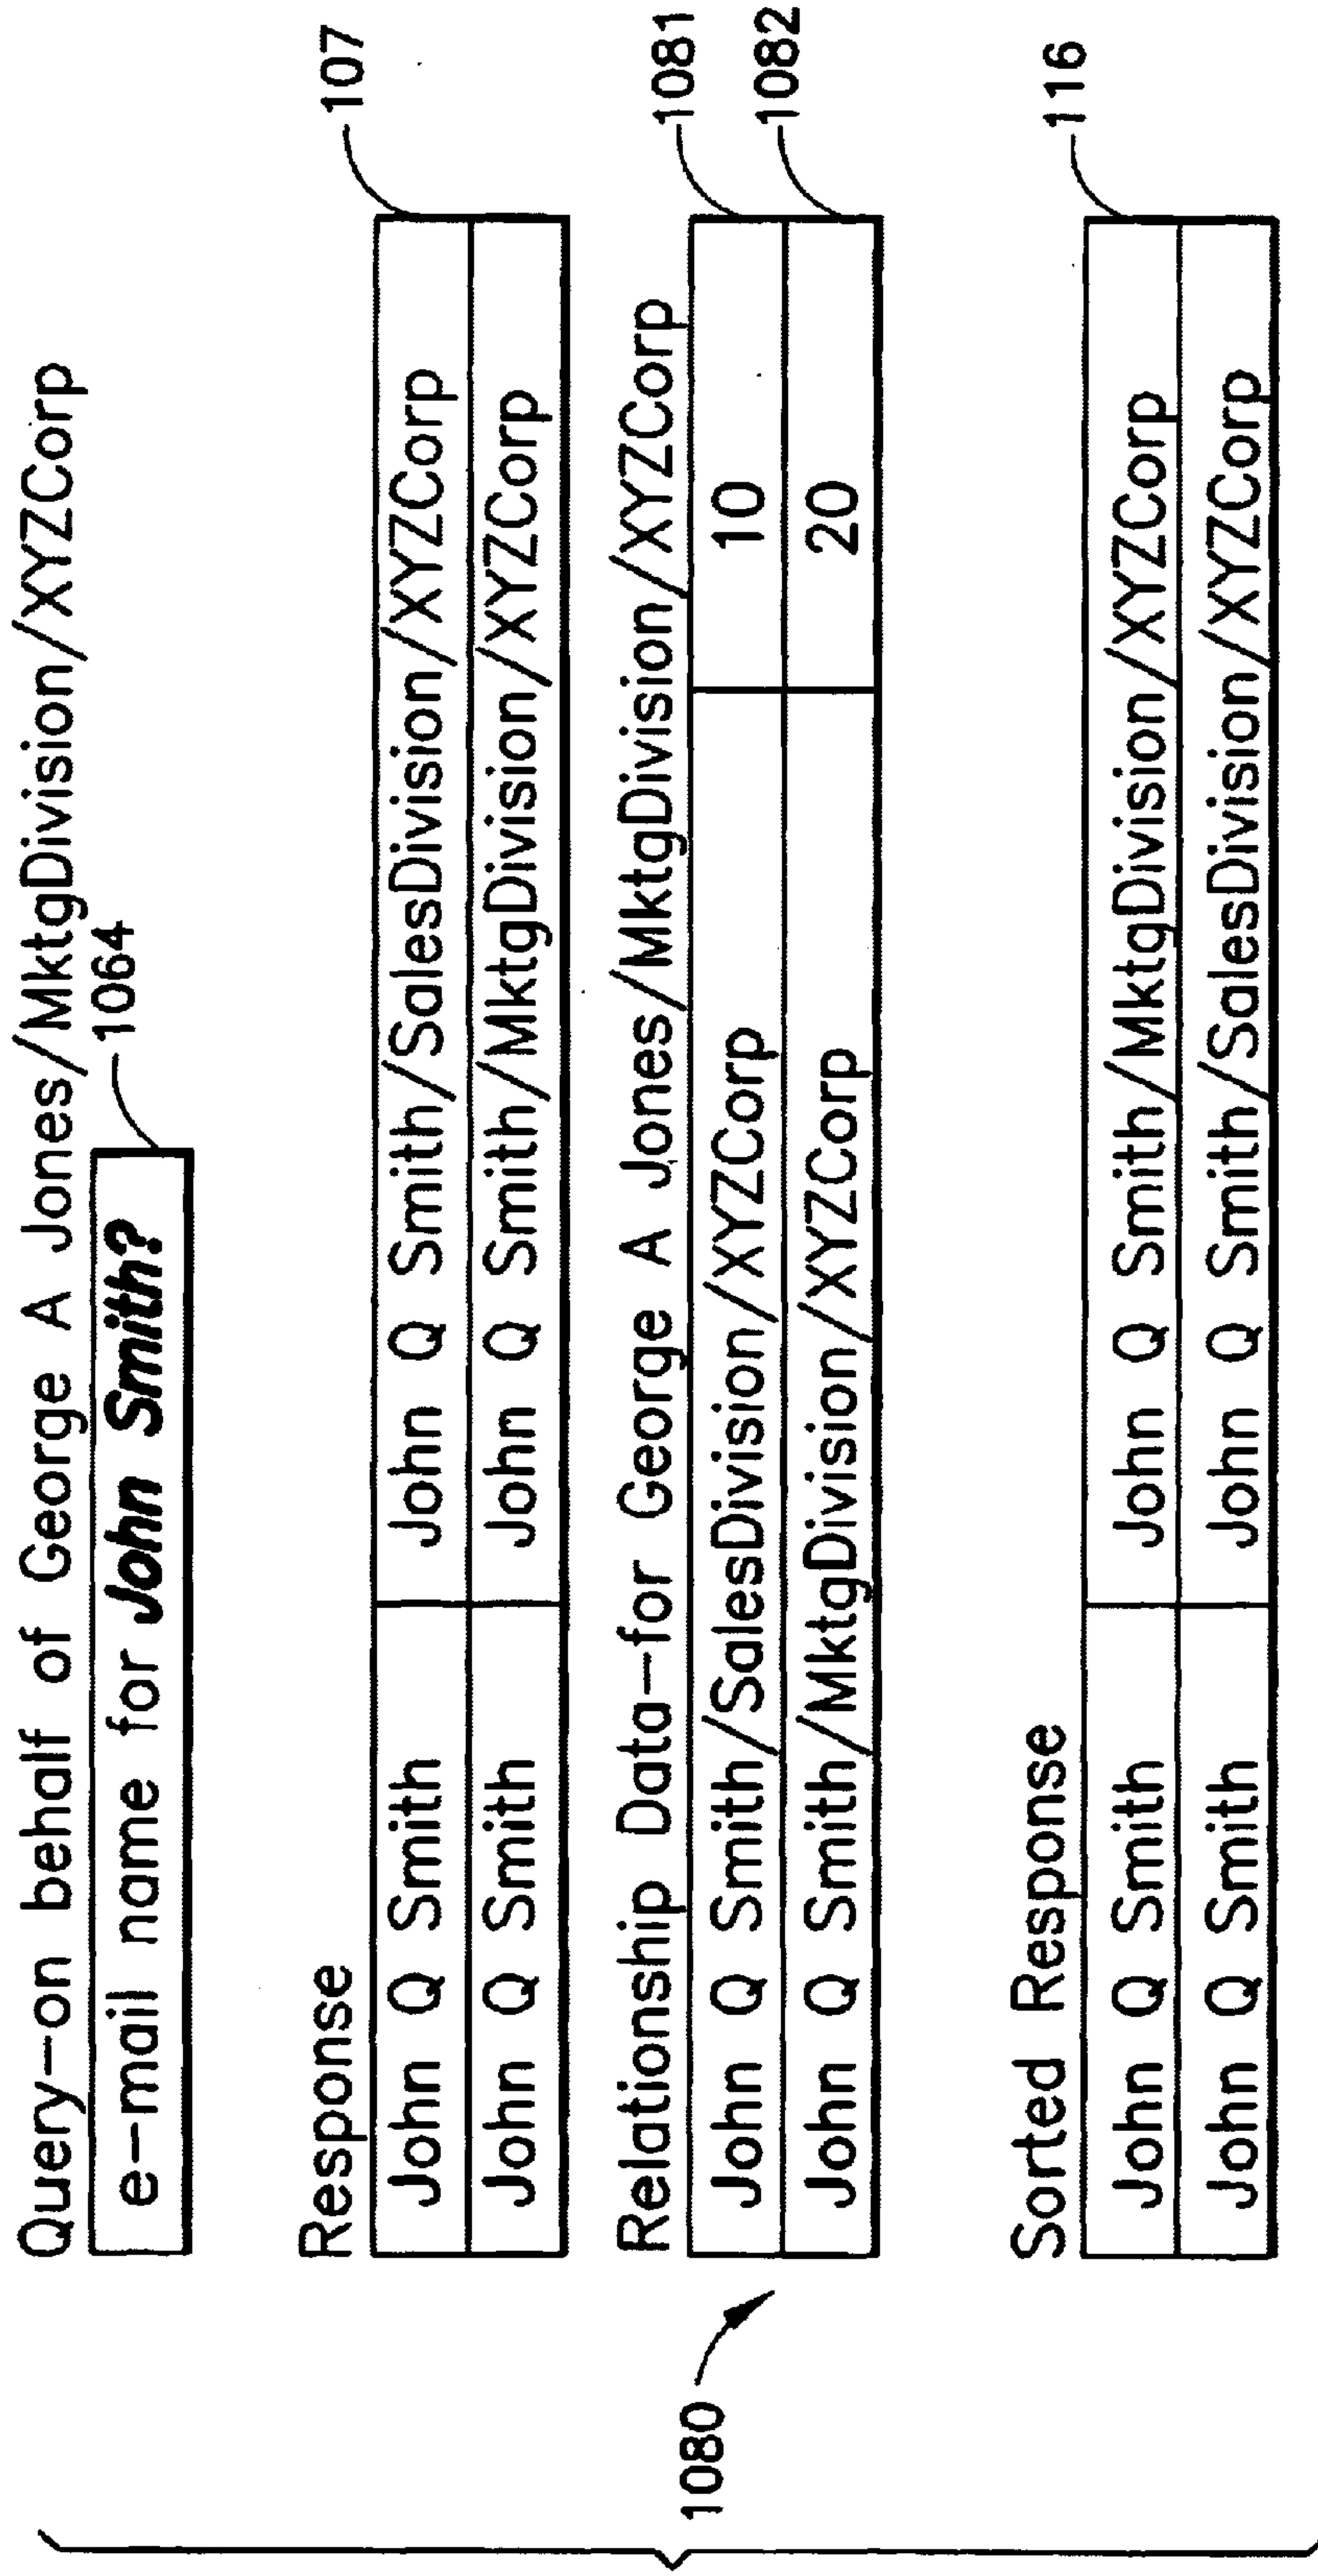 Query-on behalf of George A Jones/MktgDivision/XYZCorp
e-mail name for John Smith?
1064
Response
107
John Q Smith John Q Smith/SalesDivision/XYZCorp
John Q Smith John Q Smith/MktgDivision/XYZCorp
Relationship Data-for George A Jones/MktgDivision/XYZCorp
John Q Smith/SalesDivision/XYZCorp 10 1081
John Q Smith/MktgDivision/XYZCorp 20 1082
1080
Sorted Response
116
John Q Smith John Q Smith/MktgDivision/XYZCorp
John Q Smith John Q Smith/SalesDivision/XYZCorp